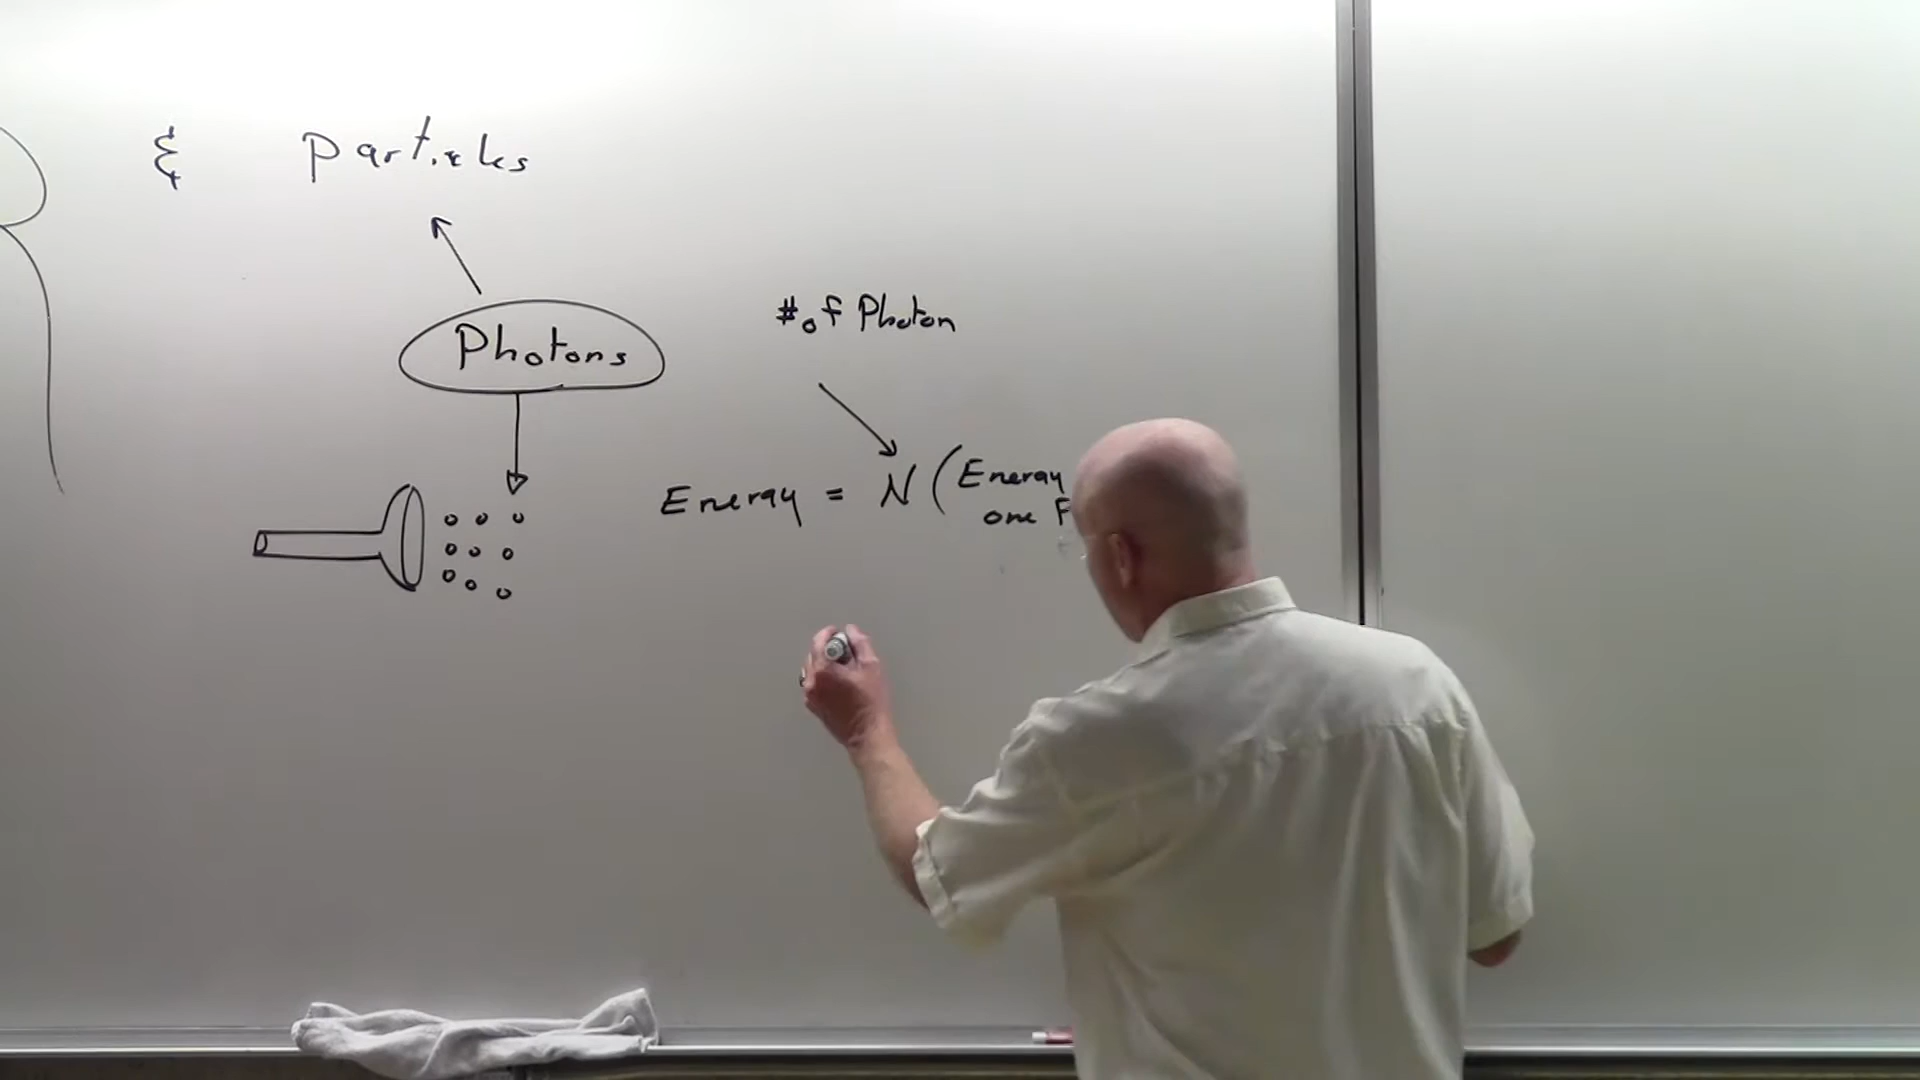 & Particles
Photons
# of Photon
Energy = N (Energy
one P